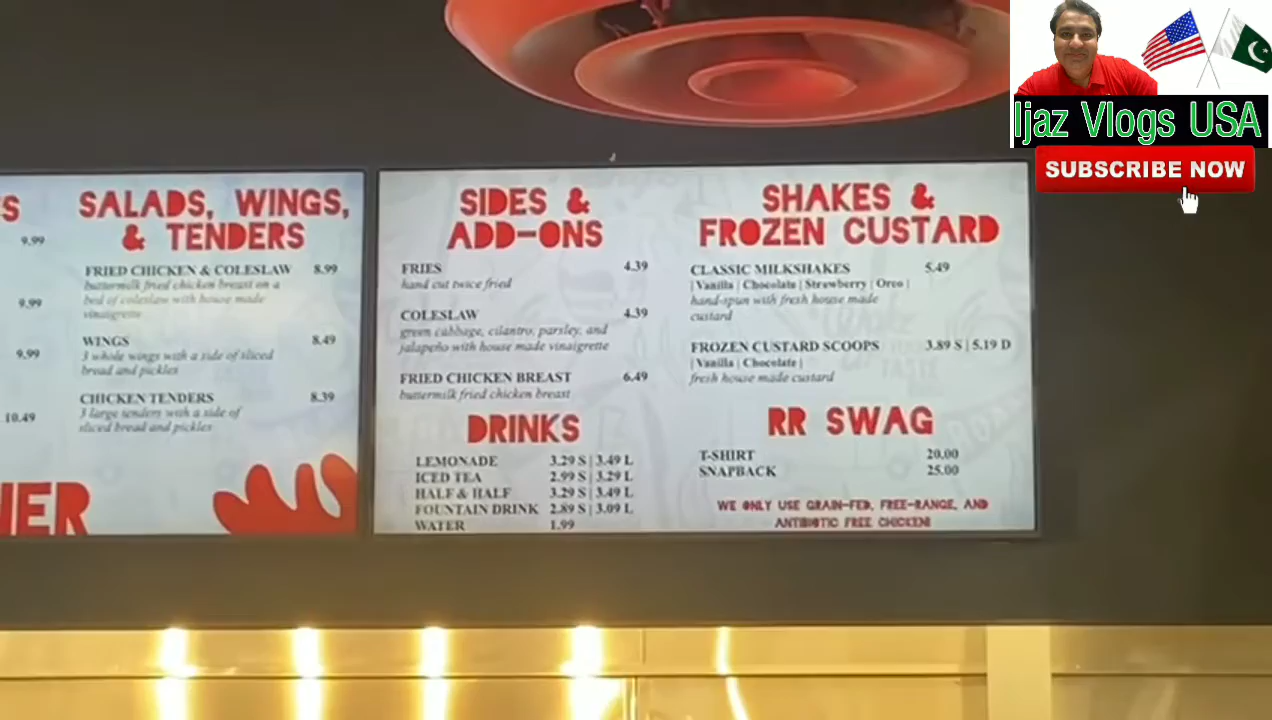 S
9.99
9.99
9.99
10.49
SALADS, WINGS,
& TENDERS
FRIED CHICKEN & COLESLAW 8.99
buttermilk fried chicken breast on a
bed of coleslaw with house made
vinaigrette
WINGS 8.49
3 whole wings with a side of sliced
bread and pickles
CHICKEN TENDERS 8.39
3 large tenders with a side of
sliced bread and pickles
NER
SIDES &
ADD-ONS
FRIES 4.39
hand cut twice fried
COLESLAW 4.39
green cabbage, cilantro, parsley, and
jalapeño with house made vinaigrette
FRIED CHICKEN BREAST 6.49
buttermilk fried chicken breast
DRINKS
LEMONADE 3.29 S | 3.49 L
ICED TEA 2.99 S | 3.29 L
HALF & HALF 3.29 S | 3.49 L
FOUNTAIN DRINK 2.89 S | 3.09 L
WATER 1.99
SHAKES &
FROZEN CUSTARD
CLASSIC MILKSHAKES 5.49
| Vanilla | Chocolate | Strawberry | Oreo |
hand-spun with fresh house made
custard
FROZEN CUSTARD SCOOPS 3.89 S | 5.19 D
| Vanilla | Chocolate |
fresh house made custard
RR SWAG
T-SHIRT 20.00
SNAPBACK 25.00
WE ONLY USE GRAIN-FED, FREE-RANGE, AND
ANTIBIOTIC FREE CHICKEN!
Ijaz Vlogs USA
SUBSCRIBE NOW